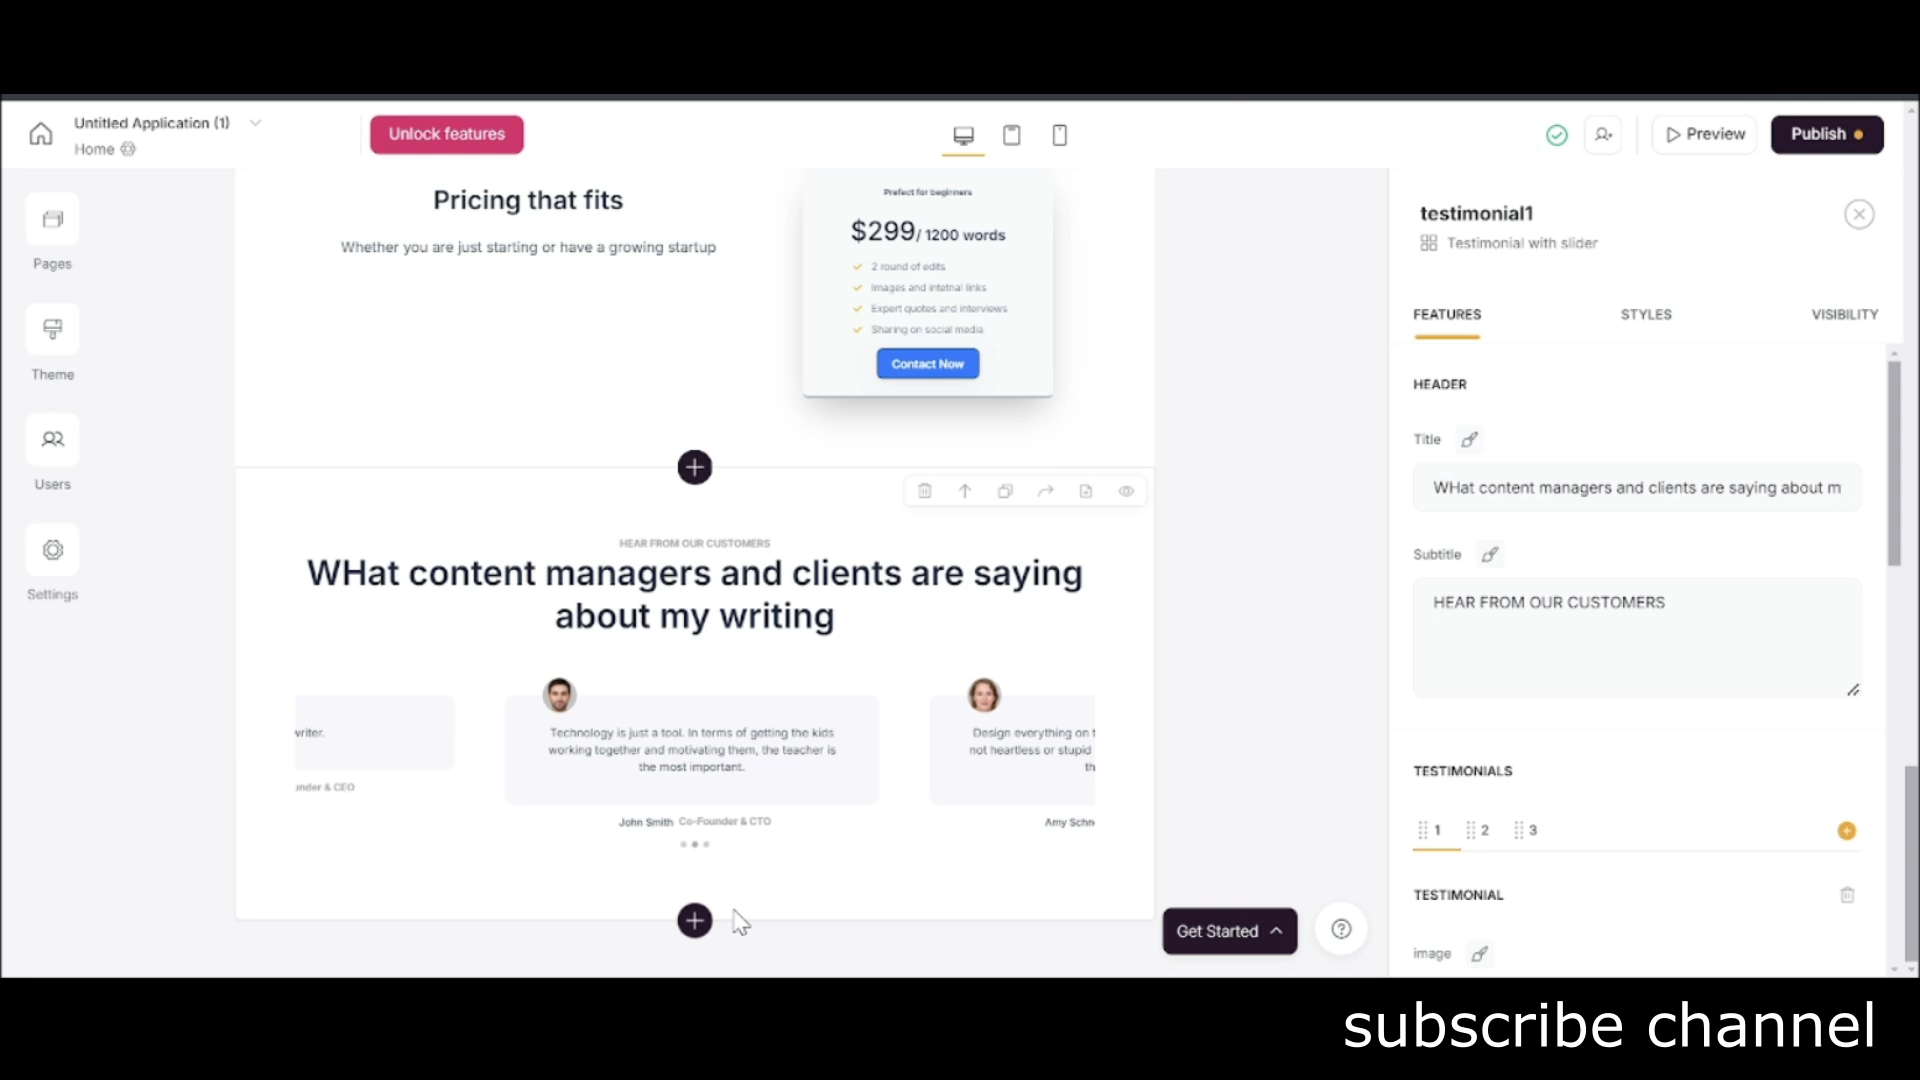 Untitled Application (1)
Home
Unlock features
Preview
Publish
Pages
Theme
Users
Settings
Pricing that fits
Whether you are just starting or have a growing startup
Prefect for beginners
$299/ 1200 words
2 round of edits
Images and intetnal links
Expert quotes and interviews
Sharing on social media
Contact Now
HEAR FROM OUR CUSTOMERS
WHat content managers and clients are saying
about my writing
writer.
under & CEO
Technology is just a tool. In terms of getting the kids
working together and motivating them, the teacher is
the most important.
John Smith Co-Founder & CTO
Design everything on t
not heartless or stupid
th
Amy Schn
Get Started
testimonial1
Testimonial with slider
FEATURES
STYLES
VISIBILITY
HEADER
Title
WHat content managers and clients are saying about m
Subtitle
HEAR FROM OUR CUSTOMERS
TESTIMONIALS
1
2
3
TESTIMONIAL
image
subscribe channel